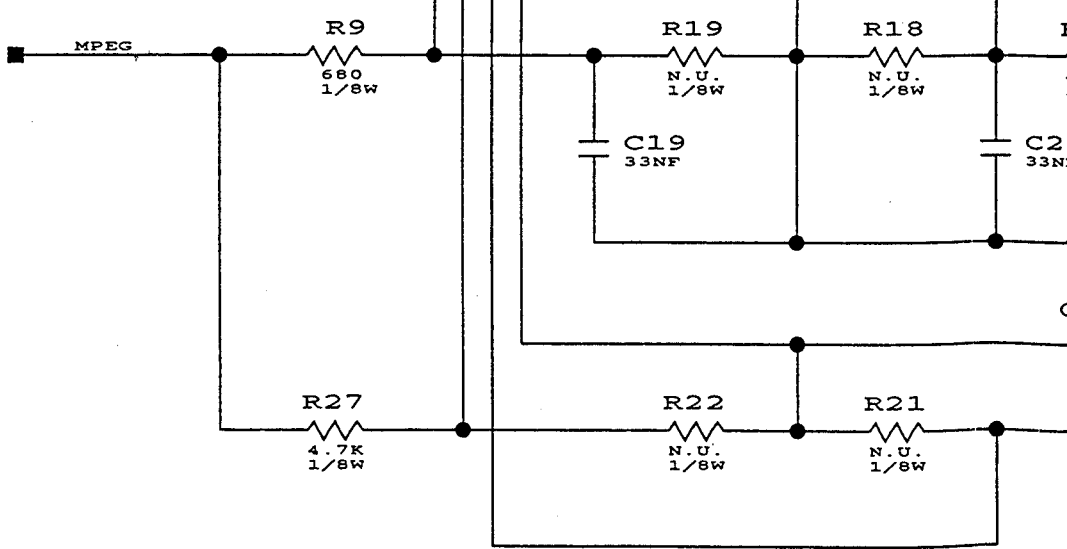 R9
R19
R18
MPEG
680
1/8W
N.U.
1/8W
N.U.
1/8W
C19
33NF
C2
R27
R22
R21
4.7K
1/8W
N.U.
1/8W
N.U.
1/8W